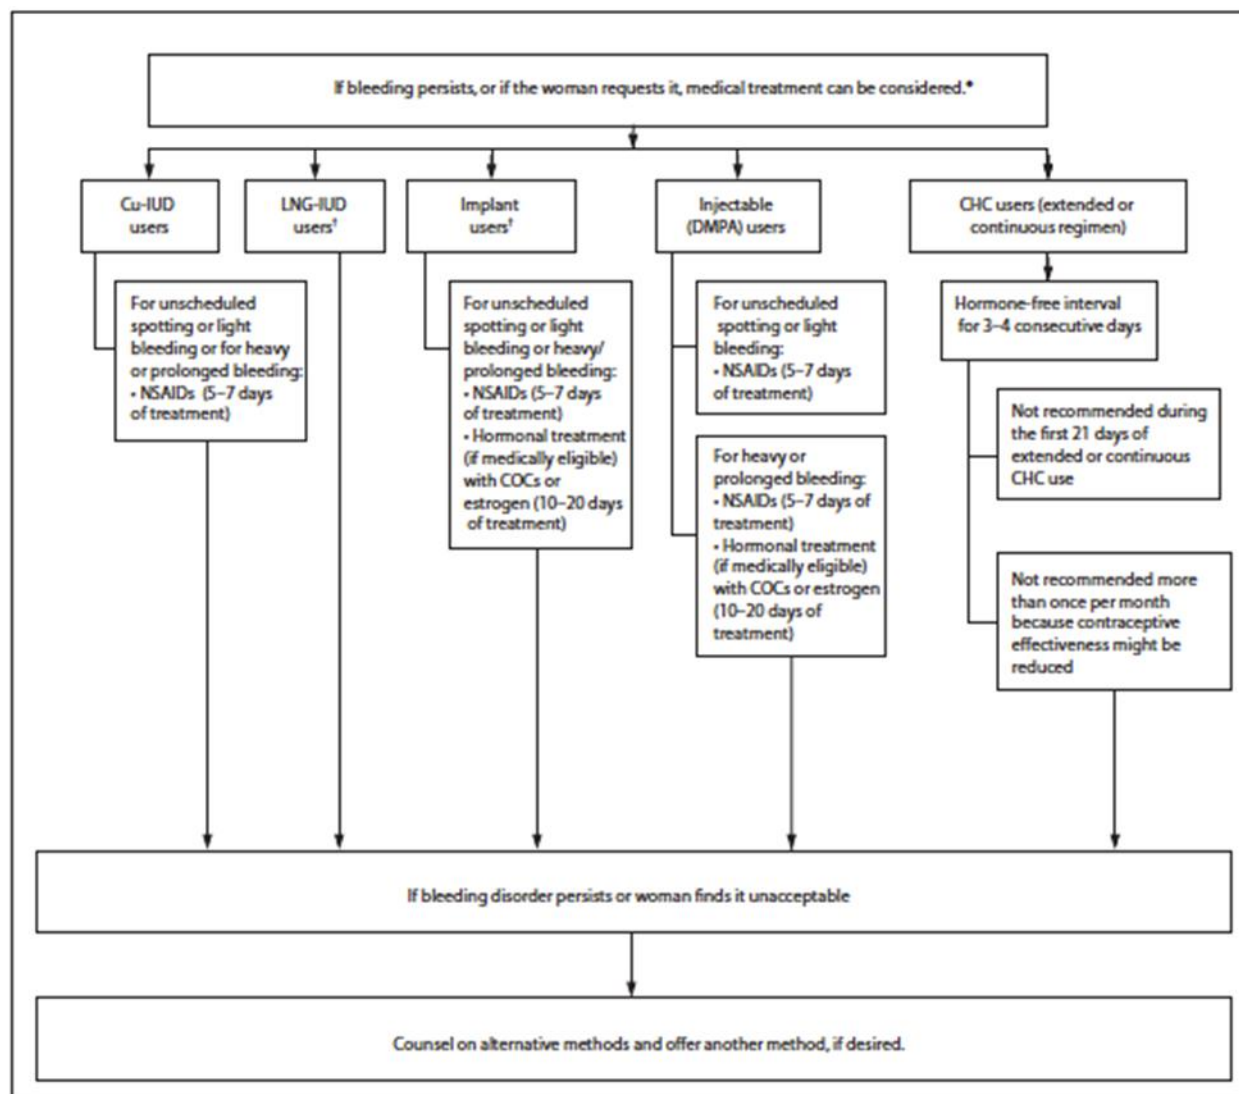 If bleeding persists, or if the woman requests it, medical treatment can be considered.*
Cu-IUD
users
LNG-IUD
users†
Implant
users†
Injectable
(DMPA) users
CHC users (extended or
continuous regimen)
For unscheduled
spotting or light
bleeding or for heavy
or prolonged bleeding:
• NSAIDs (5–7 days
of treatment)
For unscheduled
spotting or light
bleeding or heavy/
prolonged bleeding:
• NSAIDs (5–7 days
of treatment)
• Hormonal treatment
(if medically eligible)
with COCs or
estrogen (10–20 days
of treatment)
For unscheduled
spotting or light
bleeding:
• NSAIDs (5–7 days
of treatment)
For heavy or
prolonged bleeding:
• NSAIDs (5–7 days of
treatment)
• Hormonal treatment
(if medically eligible)
with COCs or estrogen
(10–20 days of
treatment)
Hormone-free interval
for 3–4 consecutive days
Not recommended during
the first 21 days of
extended or continuous
CHC use
Not recommended more
than once per month
because contraceptive
effectiveness might be
reduced
If bleeding disorder persists or woman finds it unacceptable
Counsel on alternative methods and offer another method, if desired.